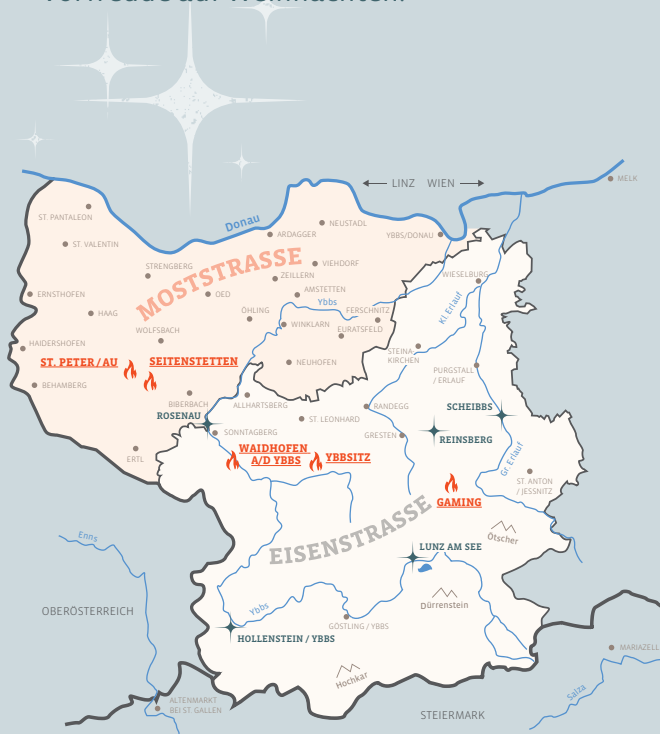 Vorfreude auf Weihnachten!
LINZ WIEN
MELK
ST. PANTALEON
Donau
NEUSTADL
ARDAGGER
YBBS/DONAU
ST. VALENTIN
MOSTSTRASSE
STRENGBERG
VIEHDORF
ZEILLERN
WIESELBURG
ERNSTHOFEN
OED
AMSTETTEN
Ybbs
HAAG
ÖHLING
FERSCHNITZ
Kl. Erlauf
WINKLARN
EURATSFELD
WOLFSBACH
HAIDERSHOFEN
STEINA-
KIRCHEN
ST. PETER / AU
SEITENSTETTEN
NEUHOFEN
PURGSTALL
/ ERLAUF
BEHAMBERG
BIBERBACH
ALLHARTSBERG
RANDEGG
SCHEIBBS
ROSENAU
ST. LEONHARD
SONNTAGBERG
GRESTEN
REINSBERG
ERTL
WAIDHOFEN
A/D YBBS
YBBSITZ
Gr. Erlauf
ST. ANTON
/ JESSNITZ
GAMING
EISENSTRASSE
Ötscher
Enns
LUNZ AM SEE
Dürrenstein
Ybbs
OBERÖSTERREICH
GÖSTLING / YBBS
HOLLENSTEIN / YBBS
MARIAZELL
Hochkar
Salza
ALTENMARKT
BEI ST. GALLEN
STEIERMARK